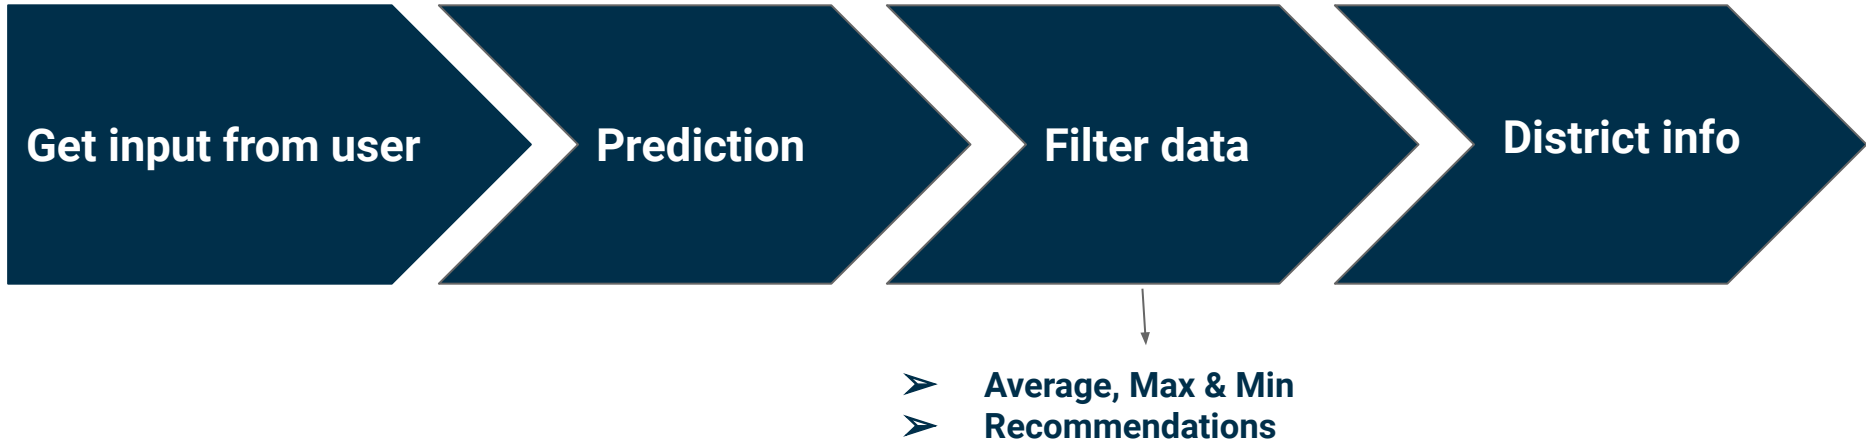 Get input from user
Prediction
Filter data
District info
➢ Average, Max & Min
➢ Recommendations